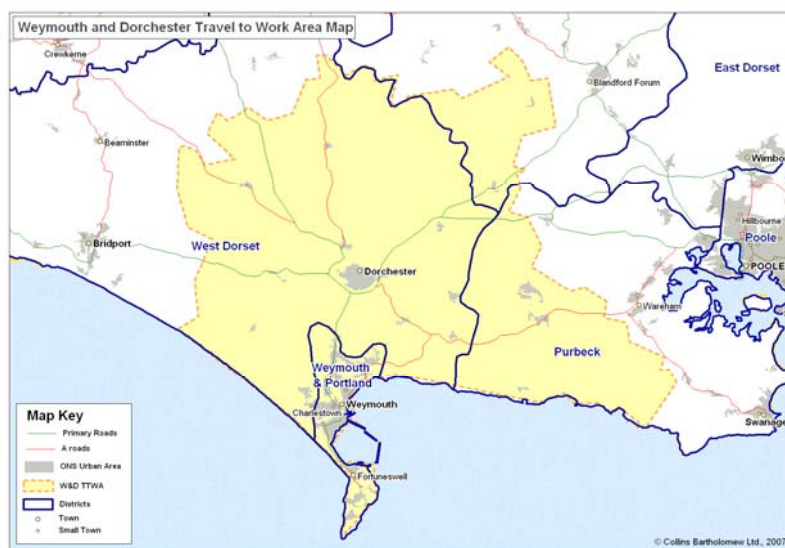 Weymouth and Dorchester Travel to Work Area Map
Crewkerne
East Dorset
Blandford Forum
Beaminster
Wimbo
Hillbourne
Poole
Bridport
West Dorset
POOLE
Dorchester
Wareham
Purbeck
Weymouth
& Portland
Weymouth
Charlestown
Swanage
Fortuneswell
Map Key
Primary Roads
A roads
ONS Urban Area
W&D TTWA
Districts
Town
Small Town
© Collins Bartholomew Ltd., 2007